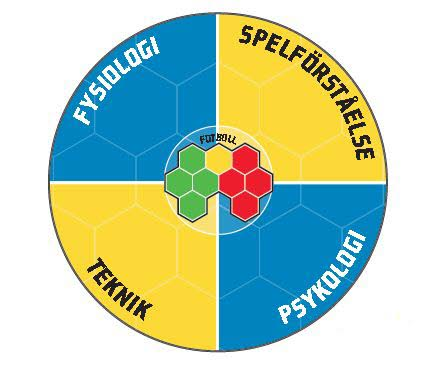 FYSIOLOGI
SPELFÖRSTÅELSE
FOTBOLL
TEKNIK
PSYKOLOGI